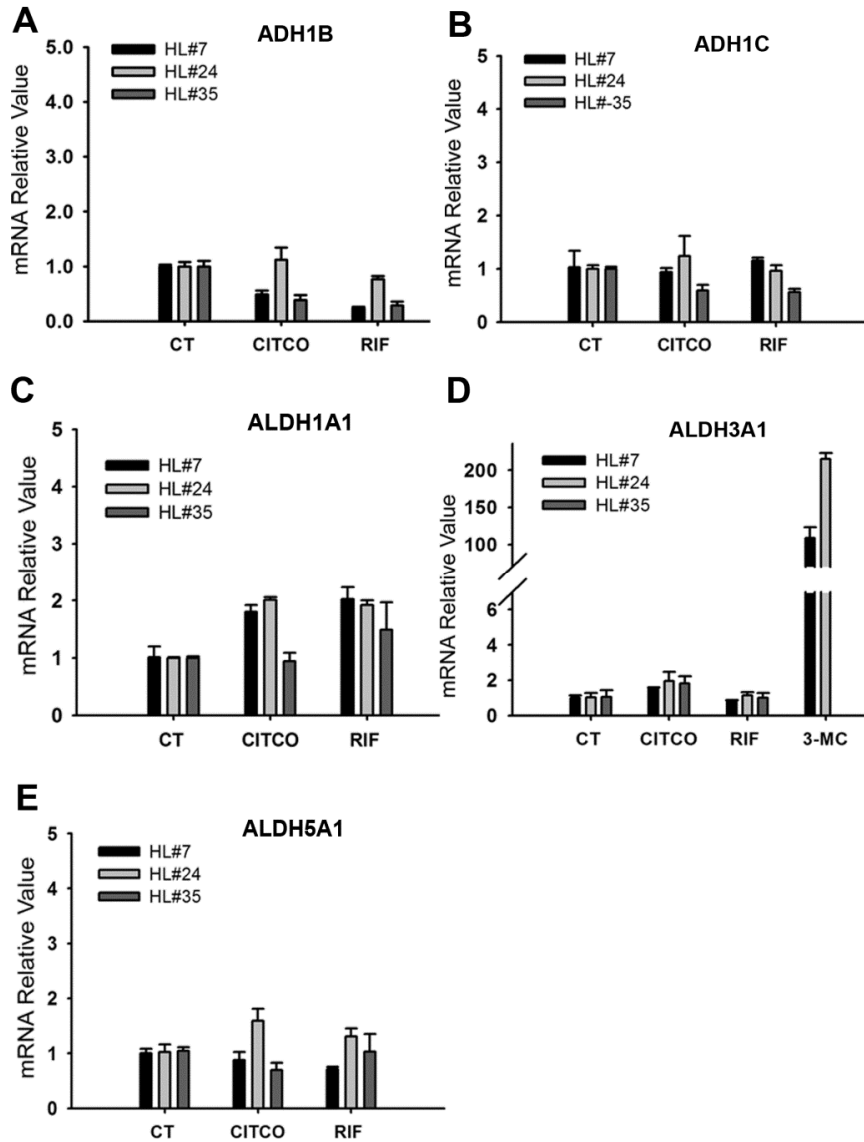 A
ADH1B
mRNA Relative Value
5.0
4.0
3.0
2.0
1.0
0.0
HL#7
HL#24
HL#35
CT CITCO RIF
B
ADH1C
mRNA Relative Value
5
4
3
2
1
0
HL#7
HL#24
HL#-35
CT CITCO RIF
C
ALDH1A1
mRNA Relative Value
5
4
3
2
1
0
HL#7
HL#24
HL#35
CT CITCO RIF
D
ALDH3A1
mRNA Relative Value
200
150
100
6
4
2
0
HL#7
HL#24
HL#35
CT CITCO RIF 3-MC
E
ALDH5A1
mRNA Relative Value
5
4
3
2
1
0
HL#7
HL#24
HL#35
CT CITCO RIF